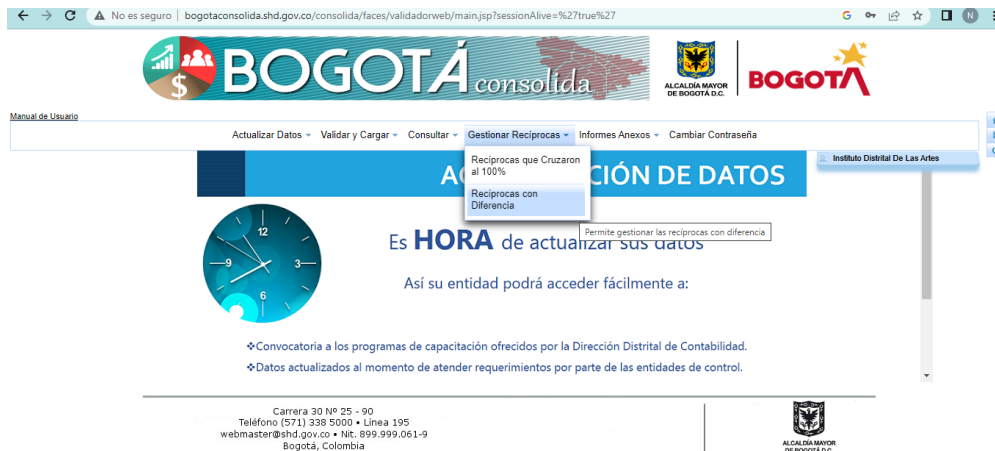 No es seguro | bogotaconsolida.shd.gov.co/consolida/faces/validadorweb/main.jsp?sessionAlive=%27true%27
BOGOTÁ consolida
ALCALDÍA MAYOR
DE BOGOTÁ D.C.
BOGOTÁ
Manual de Usuario
Actualizar Datos Validar y Cargar Consultar Gestionar Recíprocas Informes Anexos Cambiar Contraseña
Instituto Distrital De Las Artes
Recíprocas que Cruzaron
al 100%
Recíprocas con
Diferencia
Permite gestionar las recíprocas con diferencia
CIÓN DE DATOS
12
3
6
9
Es HORA de actualizar sus datos
Así su entidad podrá acceder fácilmente a:
❖Convocatoria a los programas de capacitación ofrecidos por la Dirección Distrital de Contabilidad.
❖Datos actualizados al momento de atender requerimientos por parte de las entidades de control.
Carrera 30 Nº 25 - 90
Teléfono (571) 338 5000 • Línea 195
webmaster@shd.gov.co • Nit. 899.999.061-9
Bogotá, Colombia
ALCALDÍA MAYOR
DE BOGOTÁ D.C.